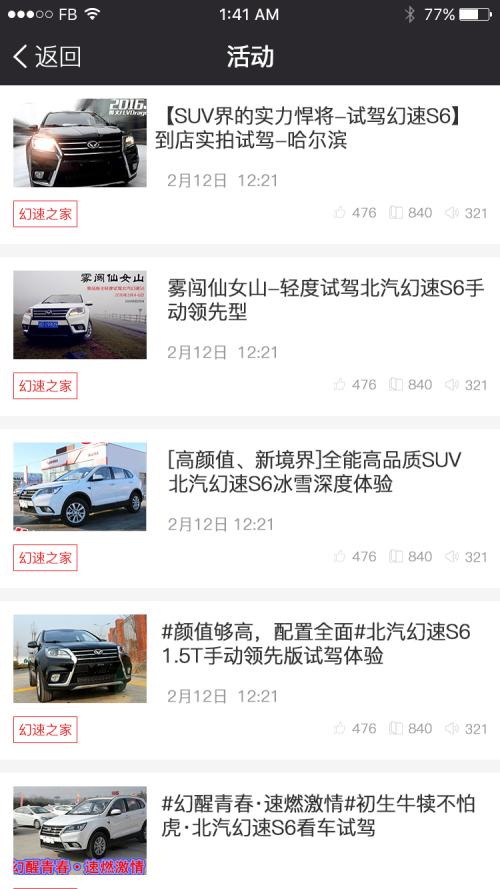 FB 1:41 AM 77%
返回 活动
2016.
【SUV界的实力悍将-试驾幻速S6】
到店实拍试驾-哈尔滨
2月12日 12:21
幻速之家 476 840 321
雾闯仙女山
雾闯仙女山-轻度试驾北汽幻速S6手
动领先型
2月12日 12:21
幻速之家 476 840 321
[高颜值、新境界]全能高品质SUV
北汽幻速S6冰雪深度体验
2月12日 12:21
幻速之家 476 840 321
#颜值够高，配置全面#北汽幻速S6
1.5T手动领先版试驾体验
2月12日 12:21
幻速之家 476 840 321
#幻醒青春·速燃激情#初生牛犊不怕
虎·北汽幻速S6看车试驾
幻醒青春·速燃激情